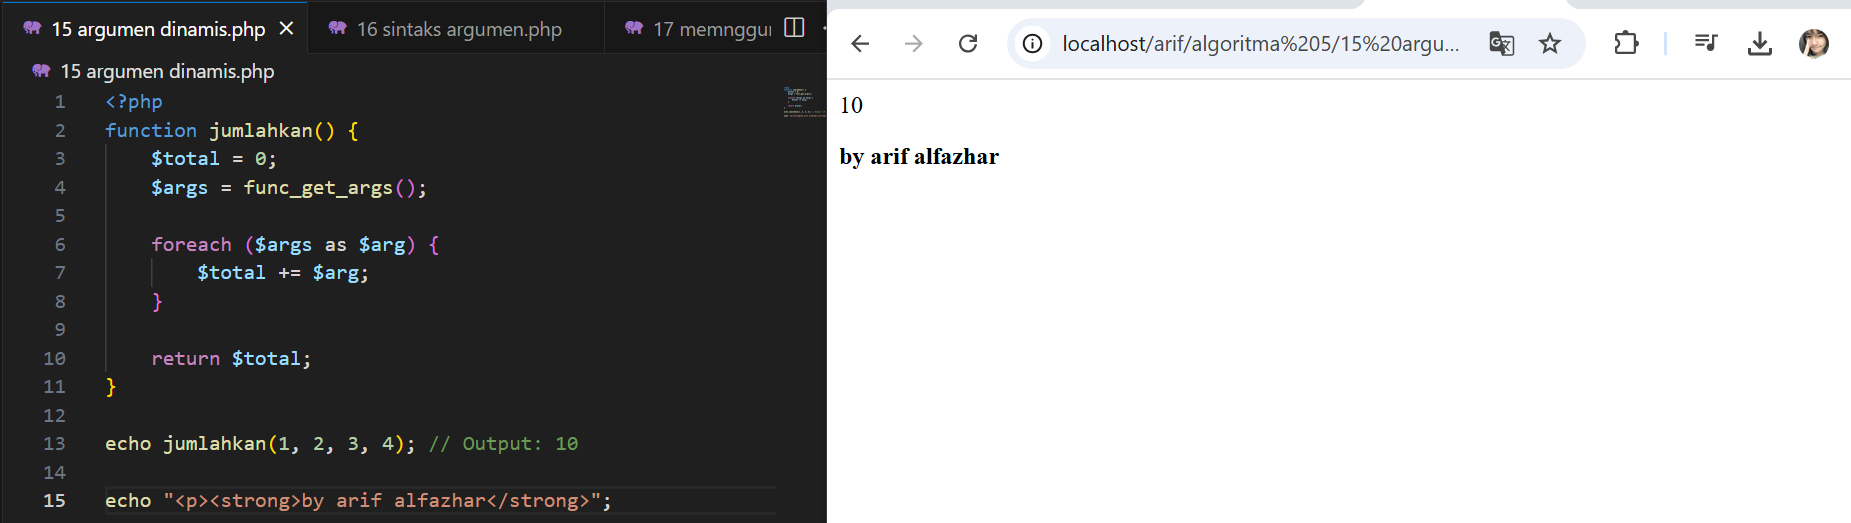 15 argumen dinamis.php
16 sintaks argumen.php
17 memnggu
15 argumen dinamis.php
1 <?php
2 function jumlahkan() {
3     $total = 0;
4     $args = func_get_args();
5
6     foreach ($args as $arg) {
7         $total += $arg;
8     }
9
10     return $total;
11 }
12
13 echo jumlahkan(1, 2, 3, 4); // Output: 10
14
15 echo "<p><strong>by arif alfazhar</strong>";
localhost/arif/algoritma%205/15%20argu...
10
by arif alfazhar